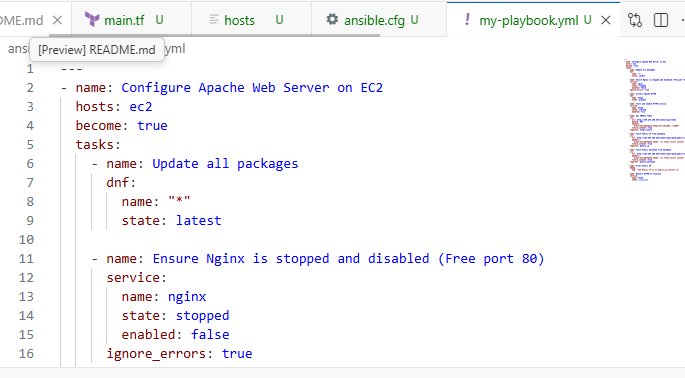 DME.md U main.tf U hosts U ansible.cfg U ! my-playbook.yml U
ansi [Preview] README.md yml
1 ---
2 - name: Configure Apache Web Server on EC2
3 hosts: ec2
4 become: true
5 tasks:
6 - name: Update all packages
7 dnf:
8 name: "*"
9 state: latest
10
11 - name: Ensure Nginx is stopped and disabled (Free port 80)
12 service:
13 name: nginx
14 state: stopped
15 enabled: false
16 ignore_errors: true